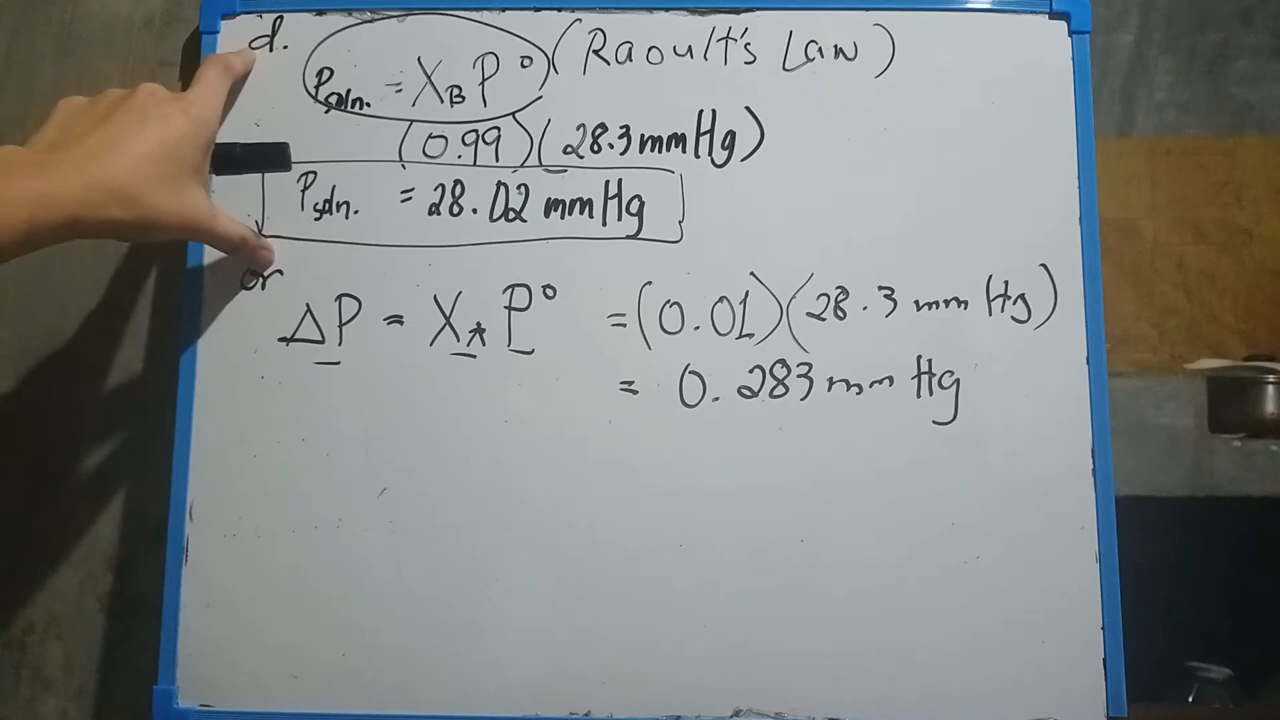 d. Psoln. = XB P° (Raoult's Law)
(0.99)(28.3 mmHg)
Psoln. = 28.02 mmHg
or
ΔP = XA P° = (0.01)(28.3 mm Hg)
= 0.283 mm Hg